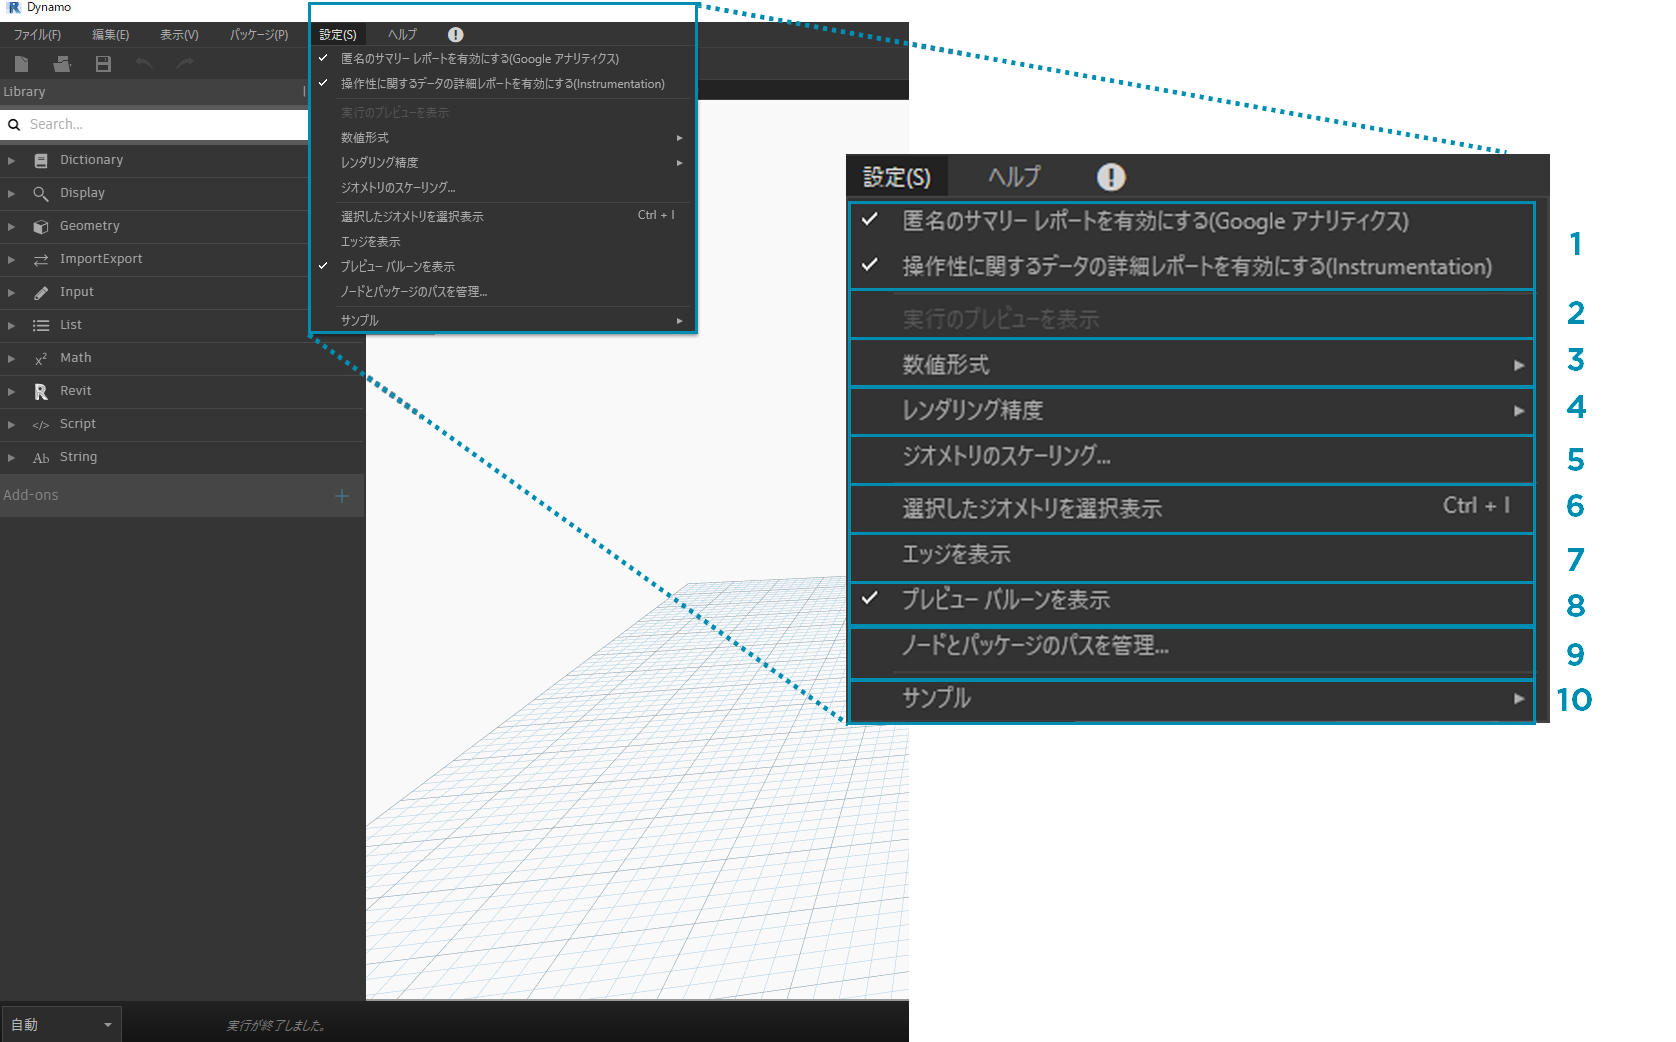 Dynamo
ファイル(F) 編集(E) 表示(V) パッケージ(P) 設定(S) ヘルプ
匿名のサマリー レポートを有効にする(Google アナリティクス)
操作性に関するデータの詳細レポートを有効にする(Instrumentation)
実行のプレビューを表示
数値形式
レンダリング精度
ジオメトリのスケーリング...
選択したジオメトリを選択表示 Ctrl + I
エッジを表示
プレビュー バルーンを表示
ノードとパッケージのパスを管理...
サンプル
Library
Search...
Dictionary
Display
Geometry
ImportExport
Input
List
Math
Revit
Script
String
Add-ons
自動
実行が終了しました。
設定(S) ヘルプ
匿名のサマリー レポートを有効にする(Google アナリティクス)
操作性に関するデータの詳細レポートを有効にする(Instrumentation)
1
実行のプレビューを表示 2
数値形式 3
レンダリング精度 4
ジオメトリのスケーリング... 5
選択したジオメトリを選択表示 Ctrl + I 6
エッジを表示 7
プレビュー バルーンを表示 8
ノードとパッケージのパスを管理... 9
サンプル 10